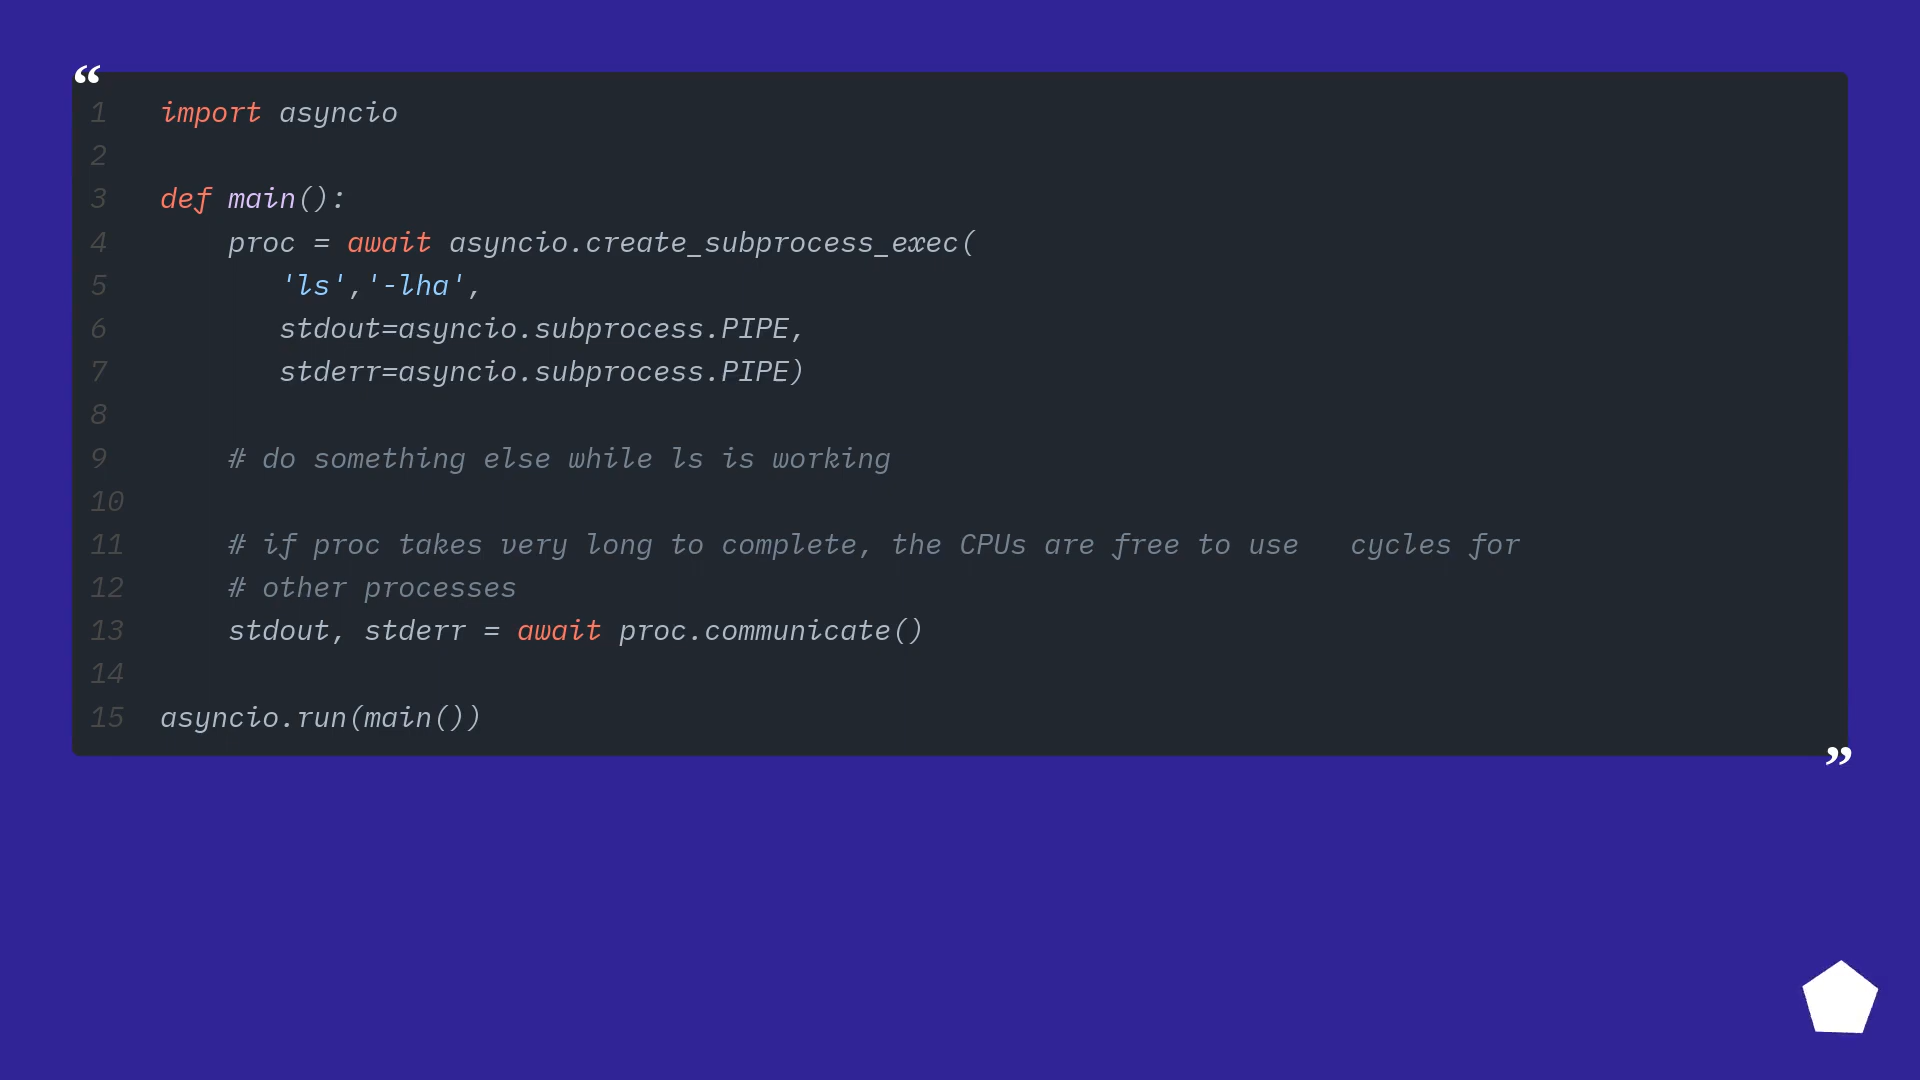 “
1 import asyncio
2
3 def main():
4     proc = await asyncio.create_subprocess_exec(
5        'ls','-lha',
6        stdout=asyncio.subprocess.PIPE,
7        stderr=asyncio.subprocess.PIPE)
8
9     # do something else while ls is working
10
11     # if proc takes very long to complete, the CPUs are free to use   cycles for
12     # other processes
13     stdout, stderr = await proc.communicate()
14
15 asyncio.run(main())
”